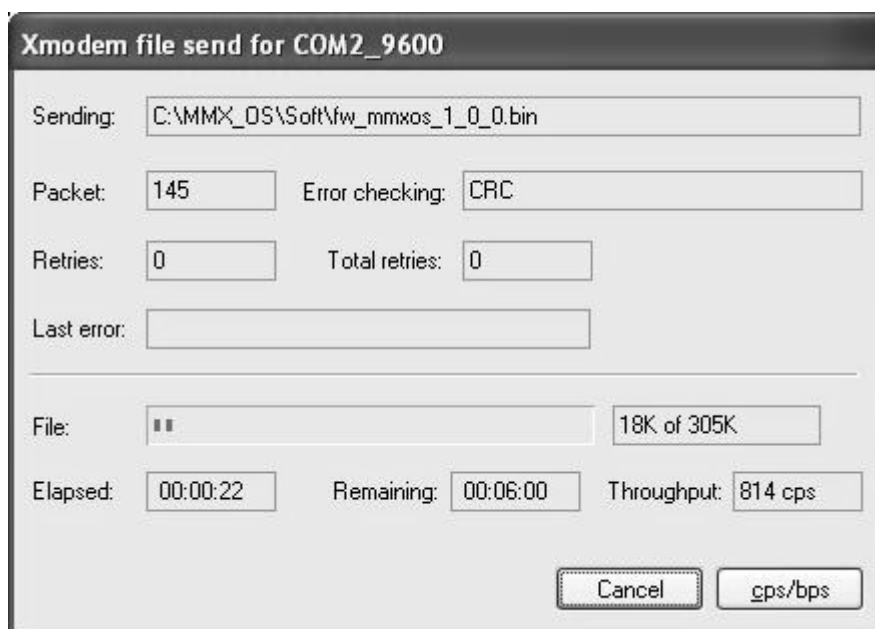 Xmodem file send for COM2_9600
Sending: C:\MMX_OS\Soft\fw_mmxos_1_0_0.bin
Packet: 145 Error checking: CRC
Retries: 0 Total retries: 0
Last error:
File: 18K of 305K
Elapsed: 00:00:22 Remaining: 00:06:00 Throughput: 814 cps
Cancel cps/bps